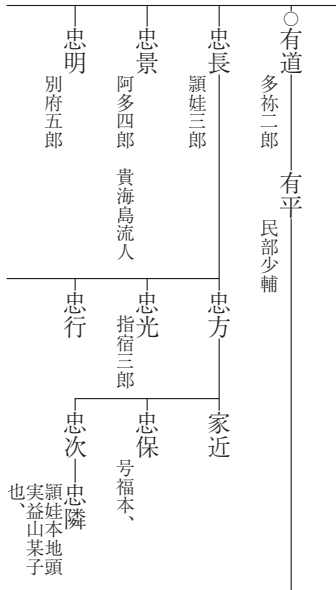 ○有道
多祢二郎
有平
民部少輔
忠長
頴娃三郎
忠方
家近
忠景
阿多四郎 貴海島流人
忠光
指宿三郎
忠保
号福本、
忠明
別府五郎
忠行
忠次
忠隣
頴娃本地頭
実益山某子
也、